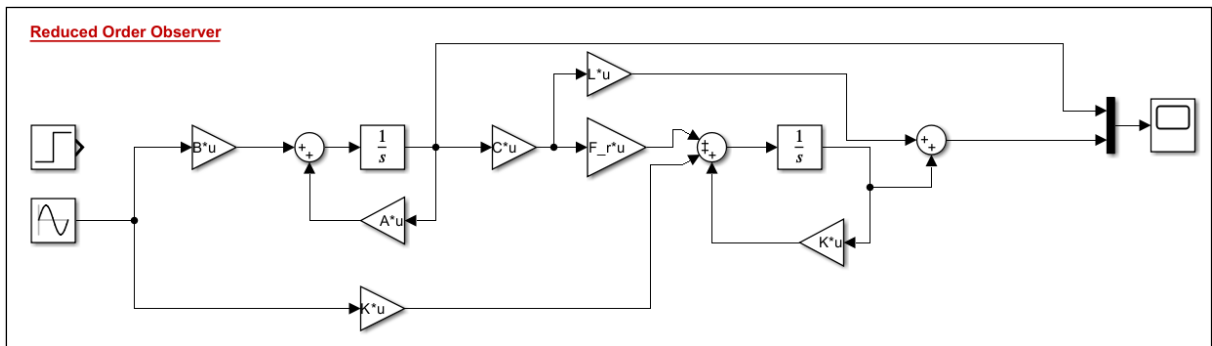 Reduced Order Observer
L*u
B*u
+
+
1
s
C*u
F_r*u
+
+
+
1
s
+
+
A*u
K*u
K*u